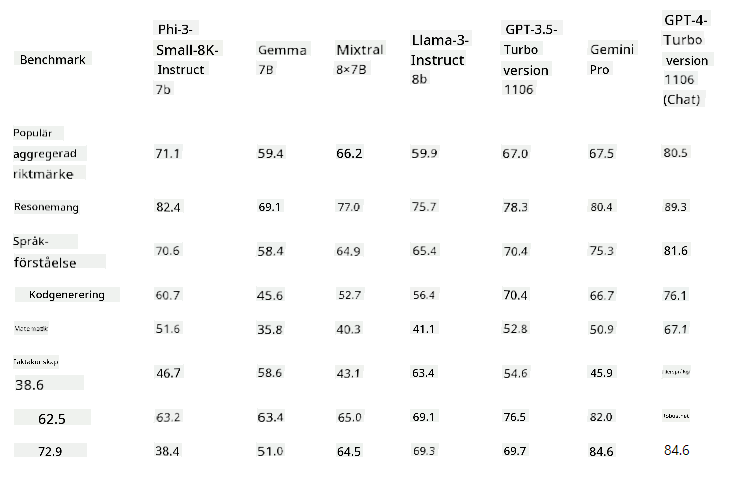 Benchmark
Phi-3-
Small-8K-
Instruct
7b
Gemma
7B
Mixtral
8×7B
Llama-3-
Instruct
8b
GPT-3.5-
Turbo
version
1106
Gemini
Pro
GPT-4-
Turbo
version
1106
(Chat)
Populär
aggregerad
riktmärke
71.1 59.4 66.2 59.9 67.0 67.5 80.5
Resonemang 82.4 69.1 77.0 75.7 78.3 80.4 89.3
Språk-
förståelse
70.6 58.4 64.9 65.4 70.4 75.3 81.6
Kodgenerering 60.7 45.6 52.7 56.4 70.4 66.7 76.1
Matematik 51.6 35.8 40.3 41.1 52.8 50.9 67.1
Faktakunskap
38.6
46.7 58.6 43.1 63.4 54.6 45.9 Flerspråkig
62.5 63.2 63.4 65.0 69.1 76.5 82.0 Robusthet
72.9 38.4 51.0 64.5 69.3 69.7 84.6 84.6